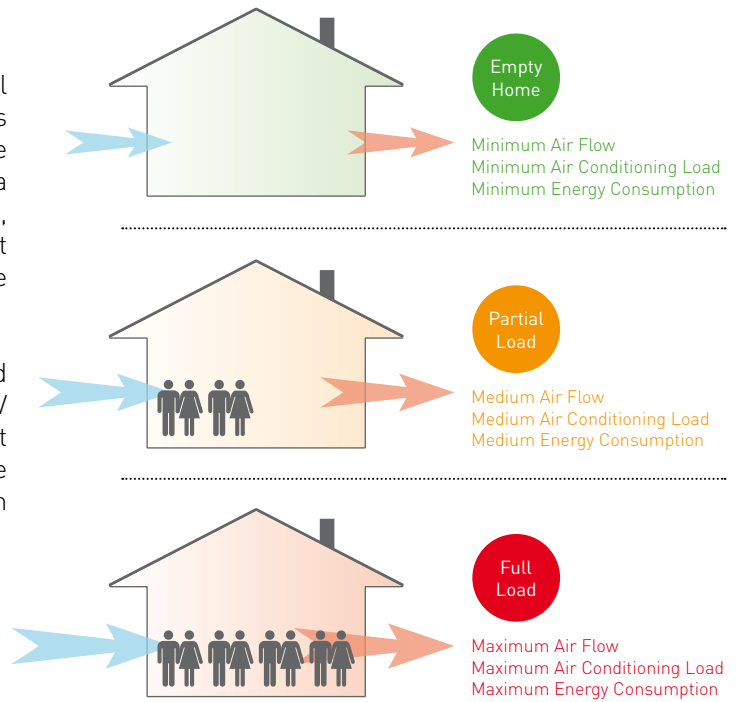 l
s
e
a
,
t
e
d
/
t
e
n
Empty
Home
Minimum Air Flow
Minimum Air Conditioning Load
Minimum Energy Consumption
Partial
Load
Medium Air Flow
Medium Air Conditioning Load
Medium Energy Consumption
Full
Load
Maximum Air Flow
Maximum Air Conditioning Load
Maximum Energy Consumption